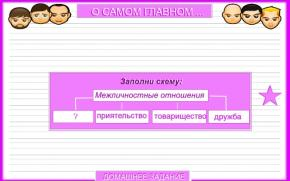 О САМОМ ГЛАВНОМ ...
Заполни схему:
Межличностные отношения
? приятельство товарищество дружба
ДОМАШНЕЕ ЗАДАНИЕ